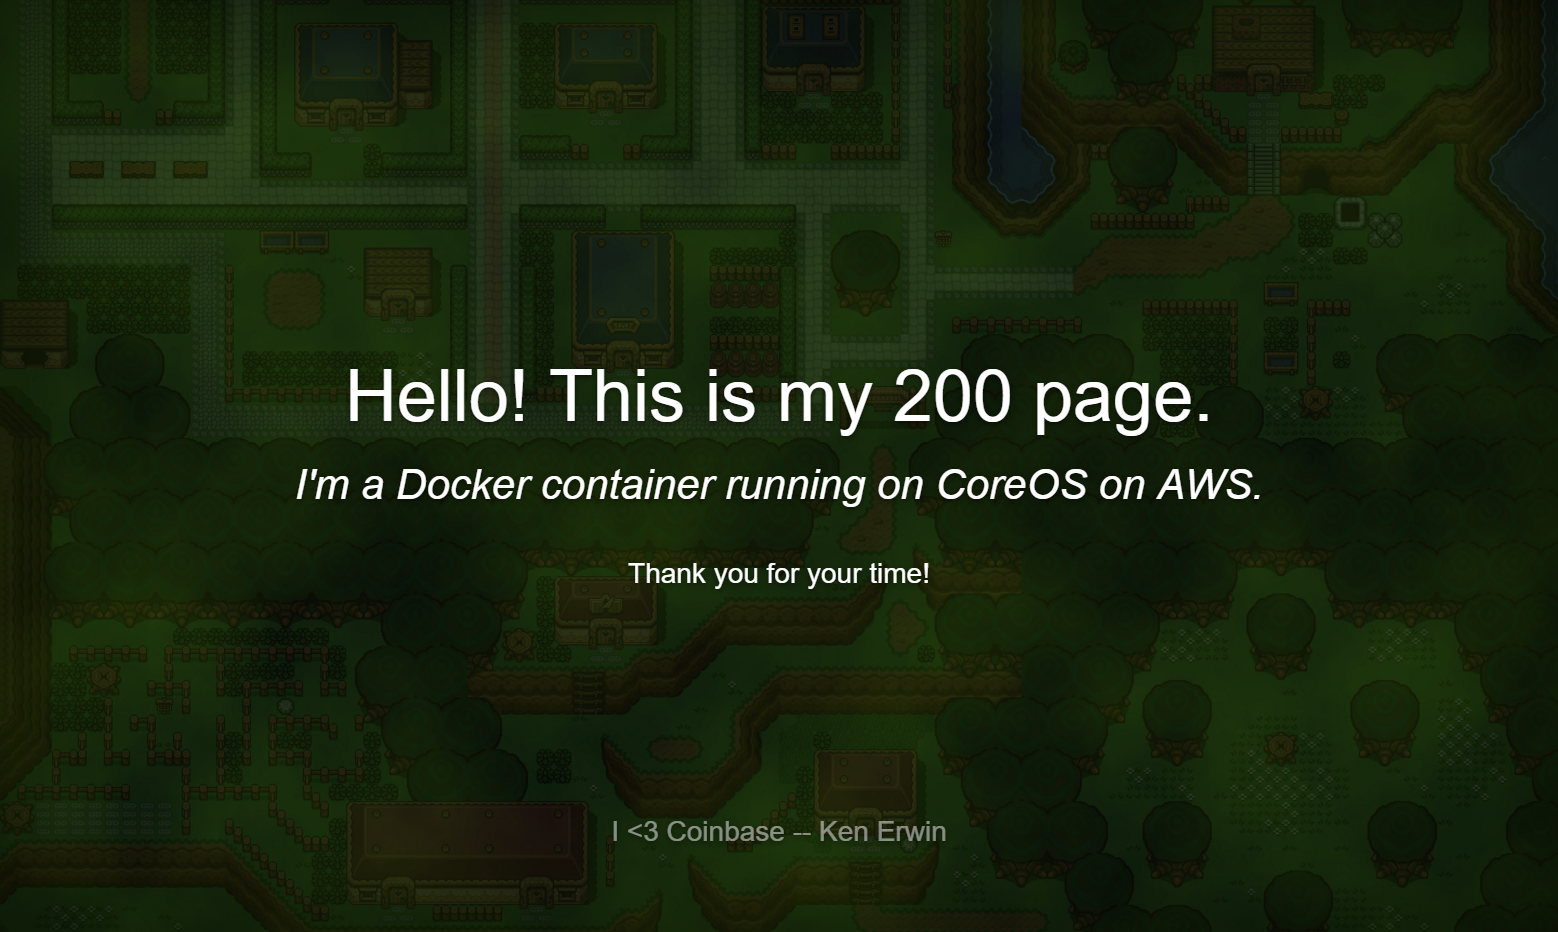 Hello! This is my 200 page.
I'm a Docker container running on CoreOS on AWS.
Thank you for your time!
I <3 Coinbase -- Ken Erwin